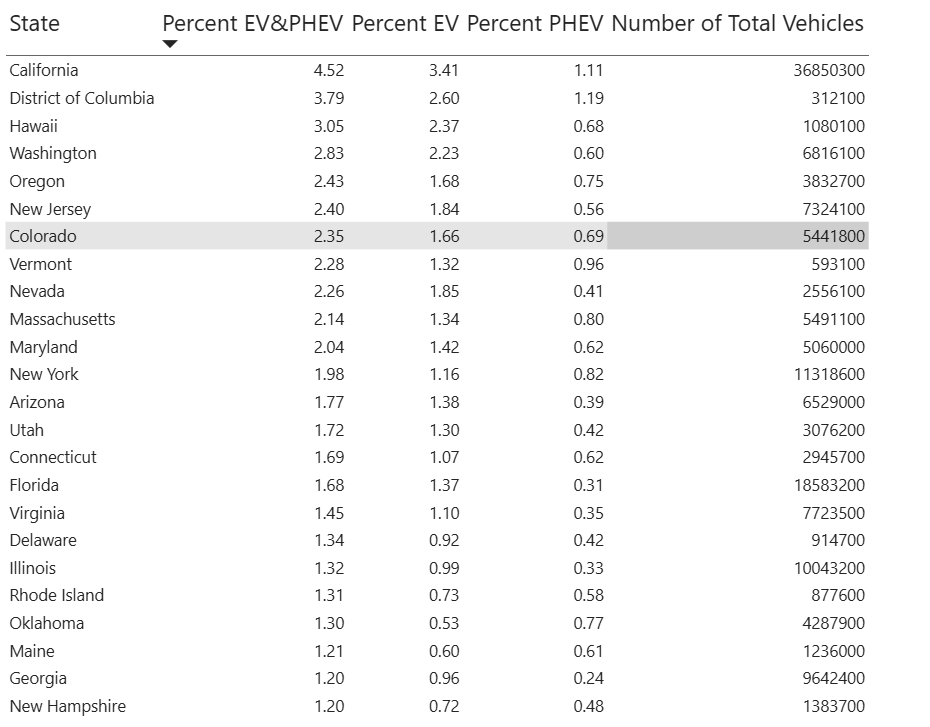 State Percent EV&PHEV Percent EV Percent PHEV Number of Total Vehicles
California 4.52 3.41 1.11 36850300
District of Columbia 3.79 2.60 1.19 312100
Hawaii 3.05 2.37 0.68 1080100
Washington 2.83 2.23 0.60 6816100
Oregon 2.43 1.68 0.75 3832700
New Jersey 2.40 1.84 0.56 7324100
Colorado 2.35 1.66 0.69 5441800
Vermont 2.28 1.32 0.96 593100
Nevada 2.26 1.85 0.41 2556100
Massachusetts 2.14 1.34 0.80 5491100
Maryland 2.04 1.42 0.62 5060000
New York 1.98 1.16 0.82 11318600
Arizona 1.77 1.38 0.39 6529000
Utah 1.72 1.30 0.42 3076200
Connecticut 1.69 1.07 0.62 2945700
Florida 1.68 1.37 0.31 18583200
Virginia 1.45 1.10 0.35 7723500
Delaware 1.34 0.92 0.42 914700
Illinois 1.32 0.99 0.33 10043200
Rhode Island 1.31 0.73 0.58 877600
Oklahoma 1.30 0.53 0.77 4287900
Maine 1.21 0.60 0.61 1236000
Georgia 1.20 0.96 0.24 9642400
New Hampshire 1.20 0.72 0.48 1383700